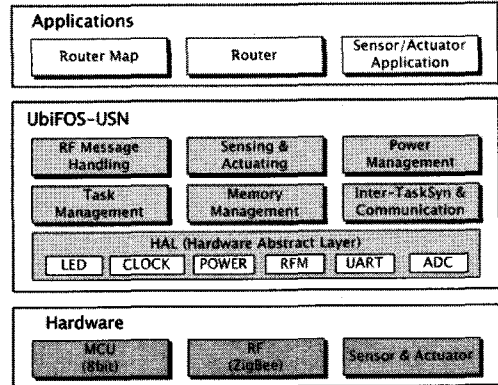 Applications
Router Map
Router
Sensor/Actuator
Application
UbiFOS-USN
RF Message
Handling
Sensing &
Actuating
Power
Management
Task
Management
Memory
Management
Inter-TaskSyn &
Communication
HAL (Hardware Abstract Layer)
LED
CLOCK
POWER
RFM
UART
ADC
Hardware
MCU
(8bit)
RF
(ZigBee)
Sensor & Actuator